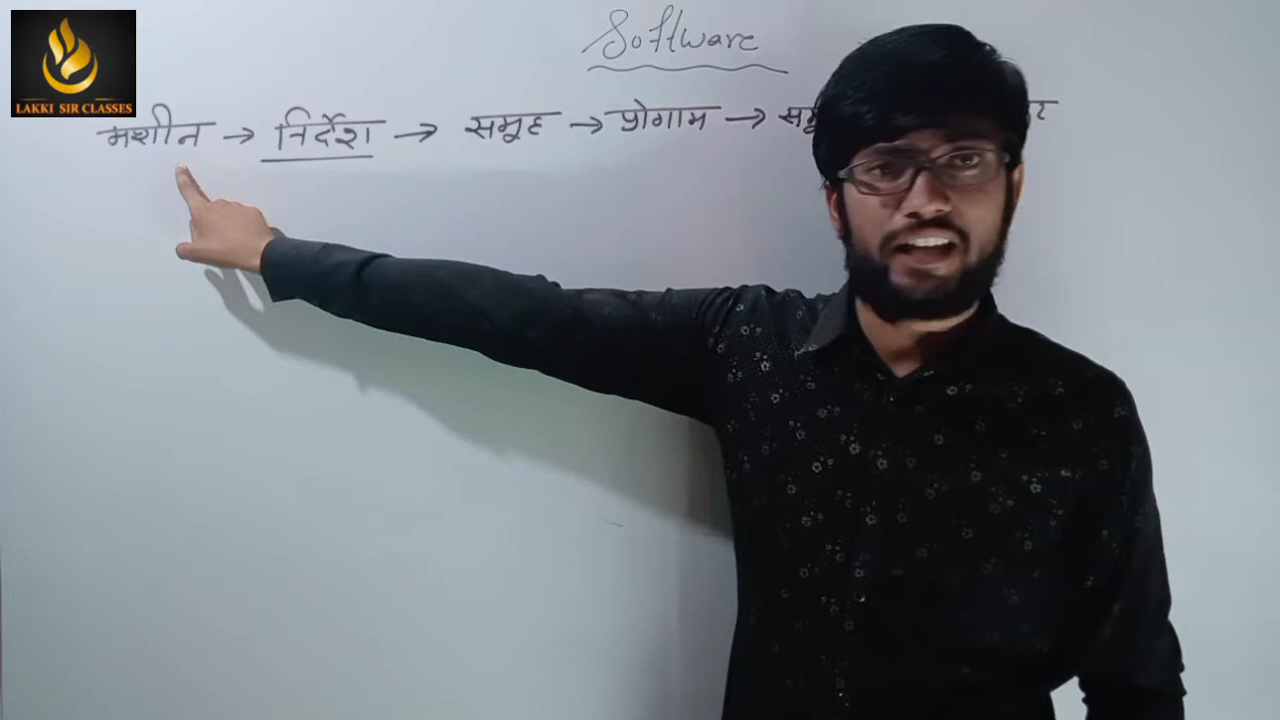 LAKKI SIR CLASSES
Software
मशीन → निर्देश → समूह → प्रोगाम →